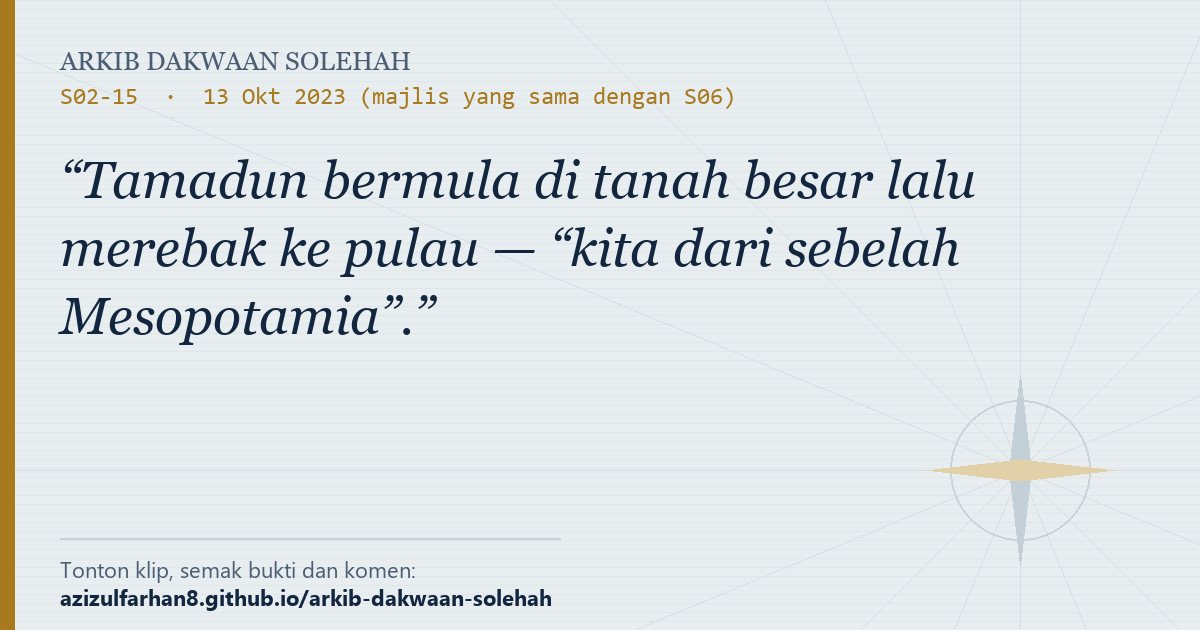 ARKIB DAKWAAN SOLEHAH
S02-15 · 13 Okt 2023 (majlis yang sama dengan S06)
“Tamadun bermula di tanah besar lalu
merebak ke pulau — “kita dari sebelah
Mesopotamia”.”
Tonton klip, semak bukti dan komen:
azizulfarhan8.github.io/arkib-dakwaan-solehah